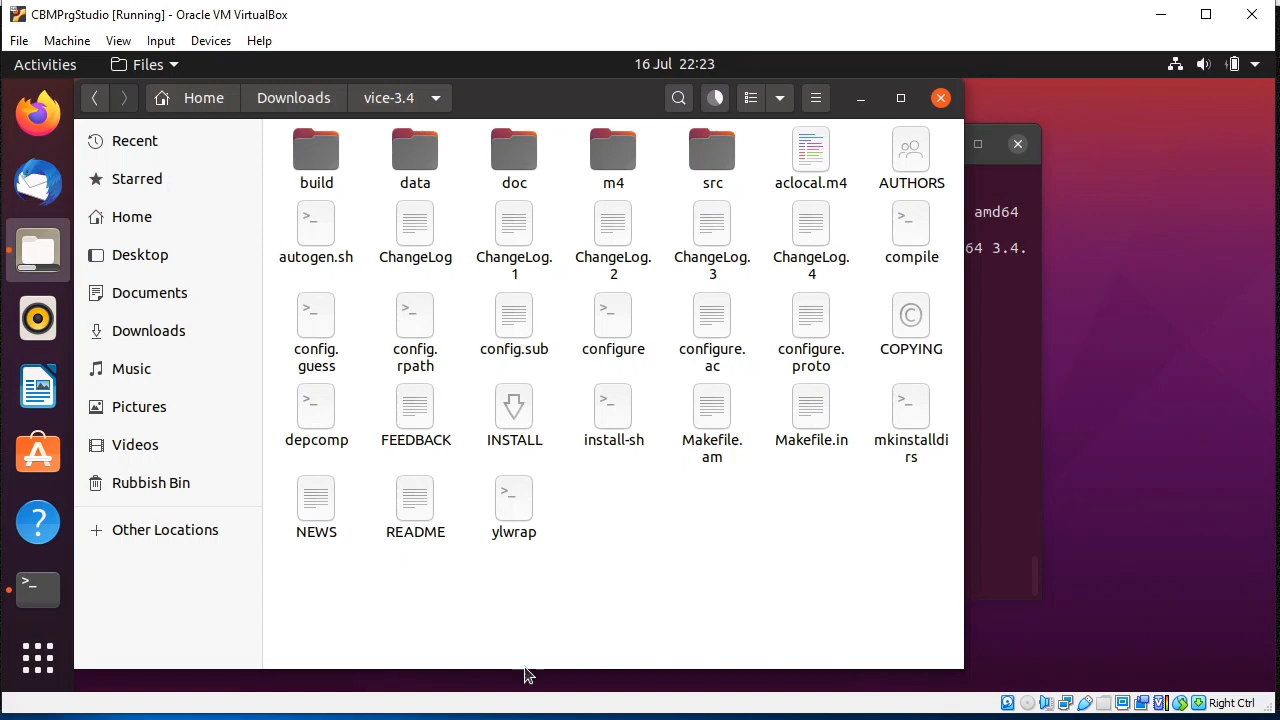 CBMPrgStudio [Running] - Oracle VM VirtualBox
File Machine View Input Devices Help
Activities Files 16 Jul 22:23
Home Downloads vice-3.4
Recent
Starred
Home
Desktop
Documents
Downloads
Music
Pictures
Videos
Rubbish Bin
Other Locations
build data doc m4 src aclocal.m4 AUTHORS
autogen.sh ChangeLog ChangeLog. ChangeLog. ChangeLog. ChangeLog. compile
1 2 3 4
config. config. config.sub configure configure. configure. COPYING
guess rpath ac proto
depcomp FEEDBACK INSTALL install-sh Makefile. Makefile.in mkinstalldi
am rs
NEWS README ylwrap
amd64
64 3.4.
Right Ctrl